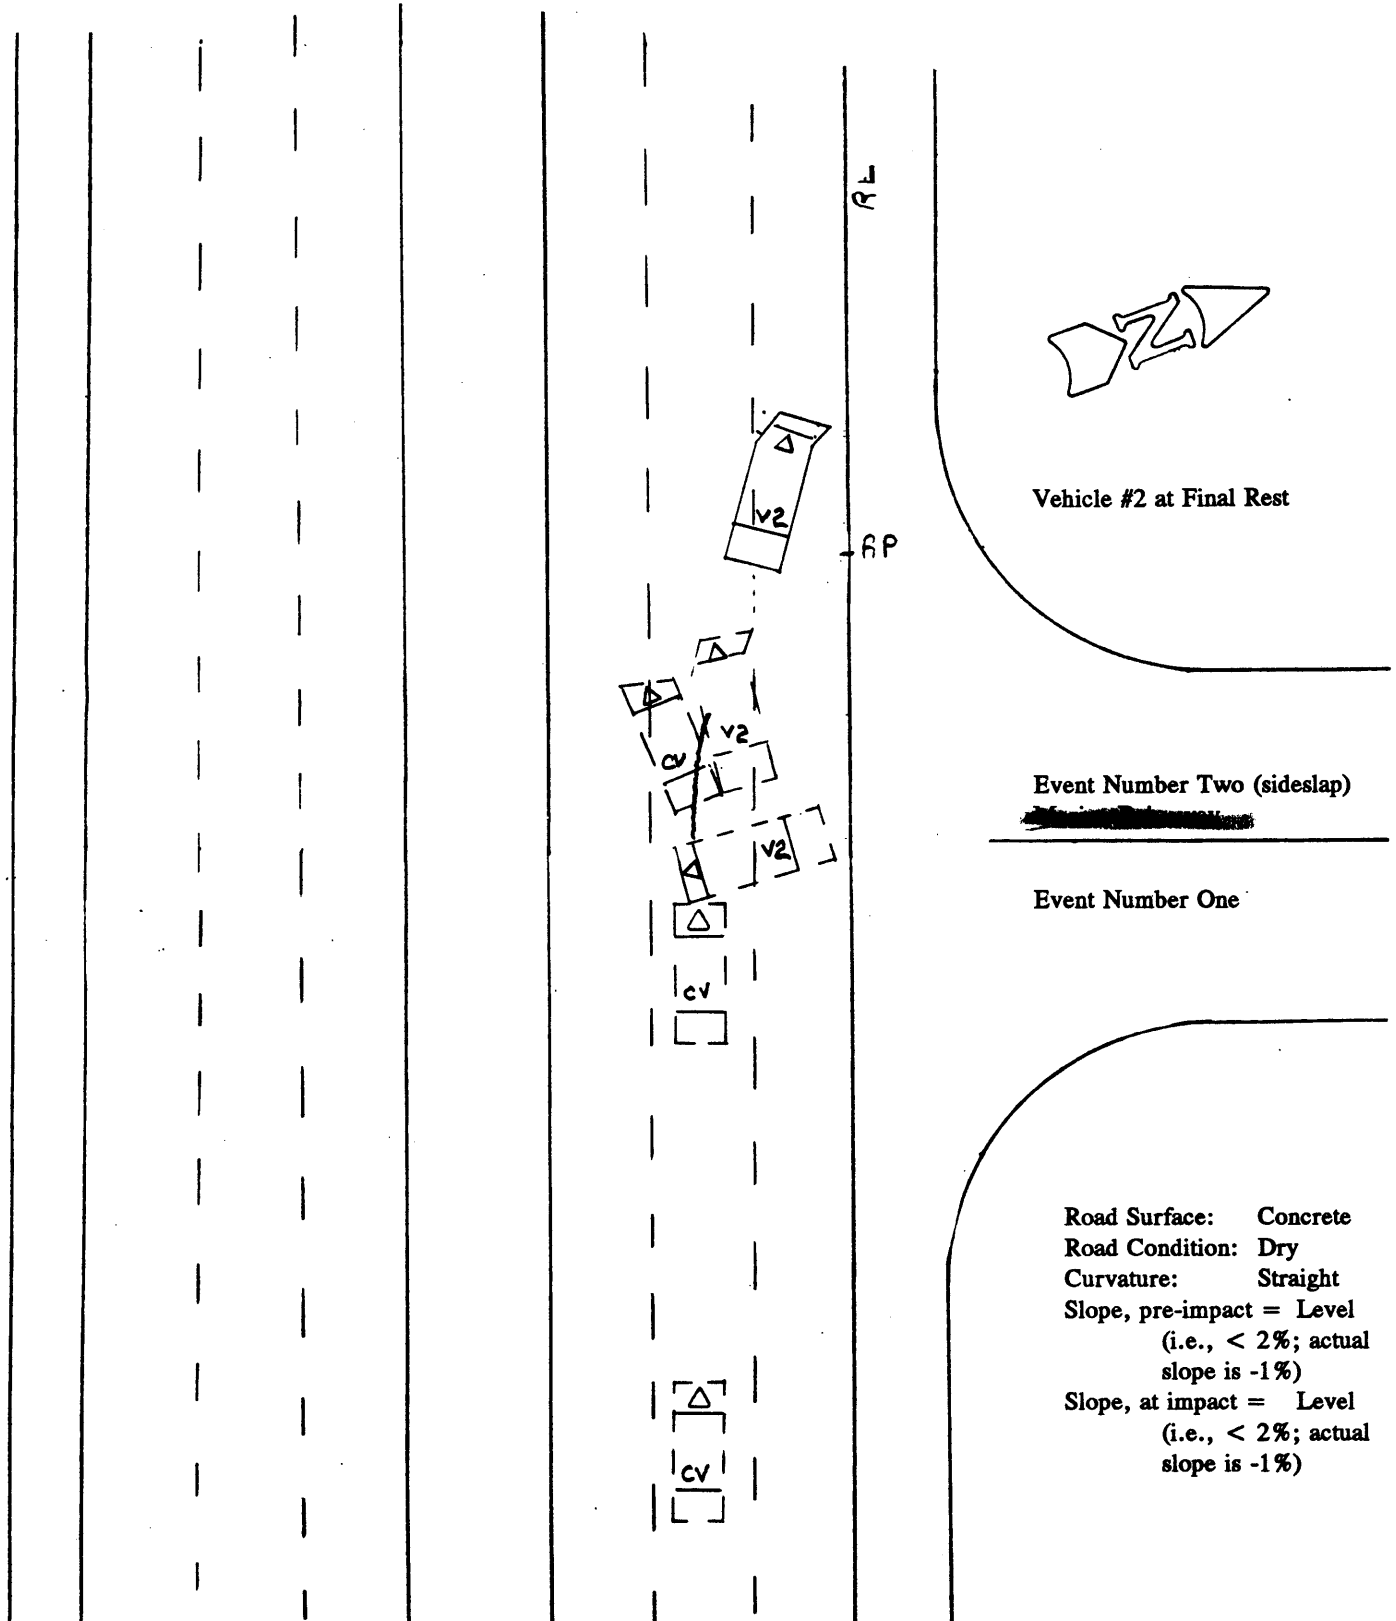 RL
N
Vehicle #2 at Final Rest
V2
RP
V2
CV
Event Number Two (sideslap)
V2
Event Number One
CV
Road Surface: Concrete
Road Condition: Dry
Curvature: Straight
Slope, pre-impact = Level
(i.e., < 2%; actual
slope is -1%)
Slope, at impact = Level
(i.e., < 2%; actual
slope is -1%)
CV